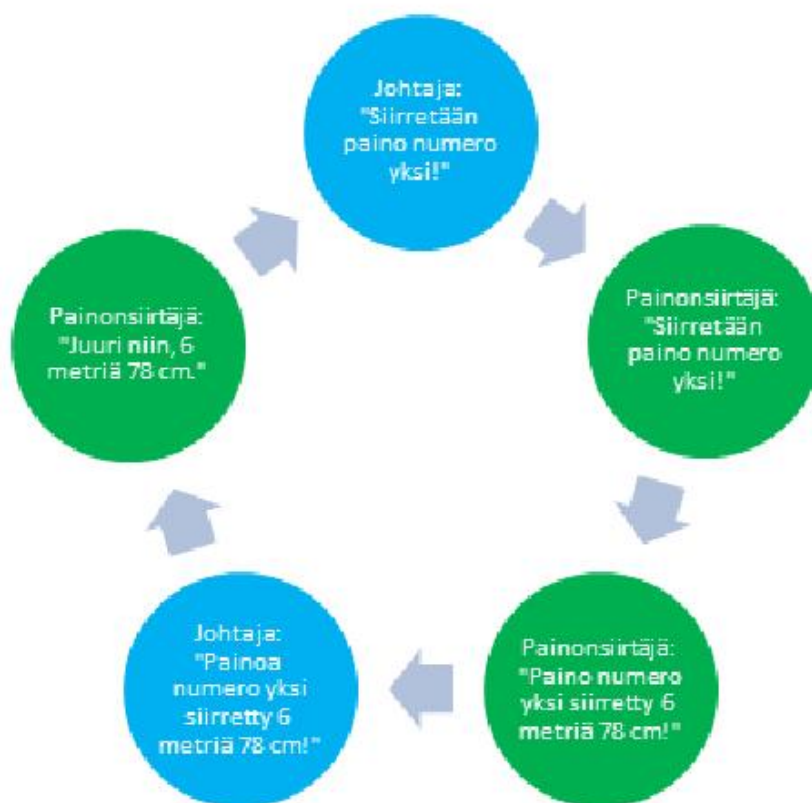 Johtaja:
"Siirretään
paino numero
yksi!"
Painonsiirtäjä:
"Siirretään
paino numero
yksi!"
Painonsiirtäjä:
"Paino numero
yksi siirretty 6
metriä 78 cm!"
Johtaja:
"Painoa
numero yksi
siirretty 6
metriä 78 cm!"
Painonsiirtäjä:
"Juuri niin, 6
metriä 78 cm."